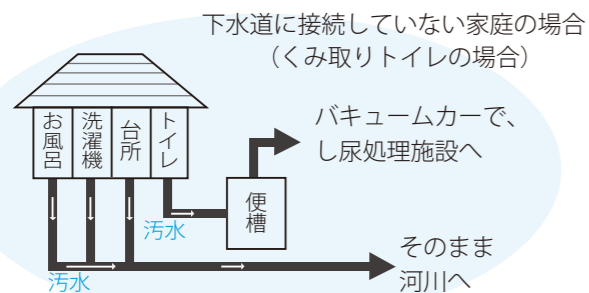 下水道に接続していない家庭の場合
（くみ取りトイレの場合）
お風呂
洗濯機
台所
トイレ
バキュームカーで、
し尿処理施設へ
便槽
汚水
そのまま
河川へ
汚水